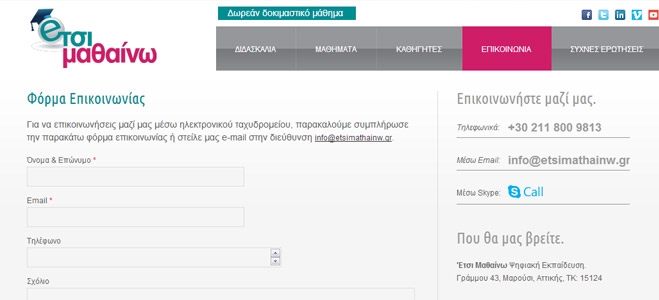 έτσι
μαθαίνω
Δωρεάν δοκιμαστικό μάθημα
ΔΙΔΑΣΚΑΛΙΑ ΜΑΘΗΜΑΤΑ ΚΑΘΗΓΗΤΕΣ ΕΠΙΚΟΙΝΩΝΙΑ ΣΥΧΝΕΣ ΕΡΩΤΗΣΕΙΣ
Φόρμα Επικοινωνίας
Για να επικοινωνήσεις μαζί μας μέσω ηλεκτρονικού ταχυδρομείου, παρακαλούμε συμπλήρωσε
την παρακάτω φόρμα επικοινωνίας ή στείλε μας e-mail στην διεύθυνση info@etsimathainw.gr.
Όνομα & Επώνυμο *
Email *
Τηλέφωνο
Σχόλιο
Επικοινωνήστε μαζί μας.
Τηλεφωνικά: +30 211 800 9813
Μέσω Email: info@etsimathainw.gr
Μέσω Skype: Call
Που θα μας βρείτε.
Έτσι Μαθαίνω Ψηφιακή Εκπαίδευση.
Γράμμου 43, Μαρούσι, Αττικής, ΤΚ: 15124